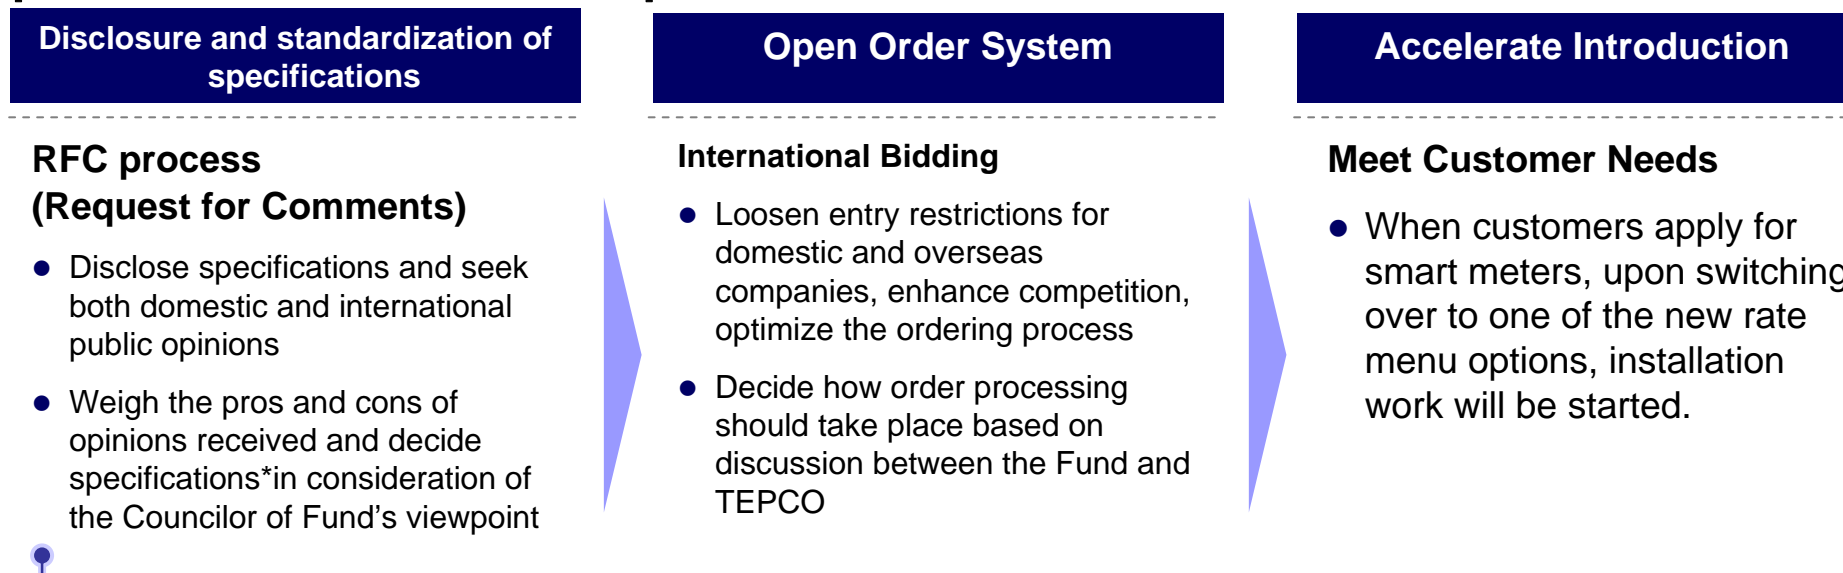 Disclosure and standardization of
specifications
RFC process
(Request for Comments)
● Disclose specifications and seek
both domestic and international
public opinions
● Weigh the pros and cons of
opinions received and decide
specifications*in consideration of
the Councilor of Fund's viewpoint
Open Order System
International Bidding
● Loosen entry restrictions for
domestic and overseas
companies, enhance competition,
optimize the ordering process
● Decide how order processing
should take place based on
discussion between the Fund and
TEPCO
Accelerate Introduction
Meet Customer Needs
● When customers apply for
smart meters, upon switching
over to one of the new rate
menu options, installation
work will be started.